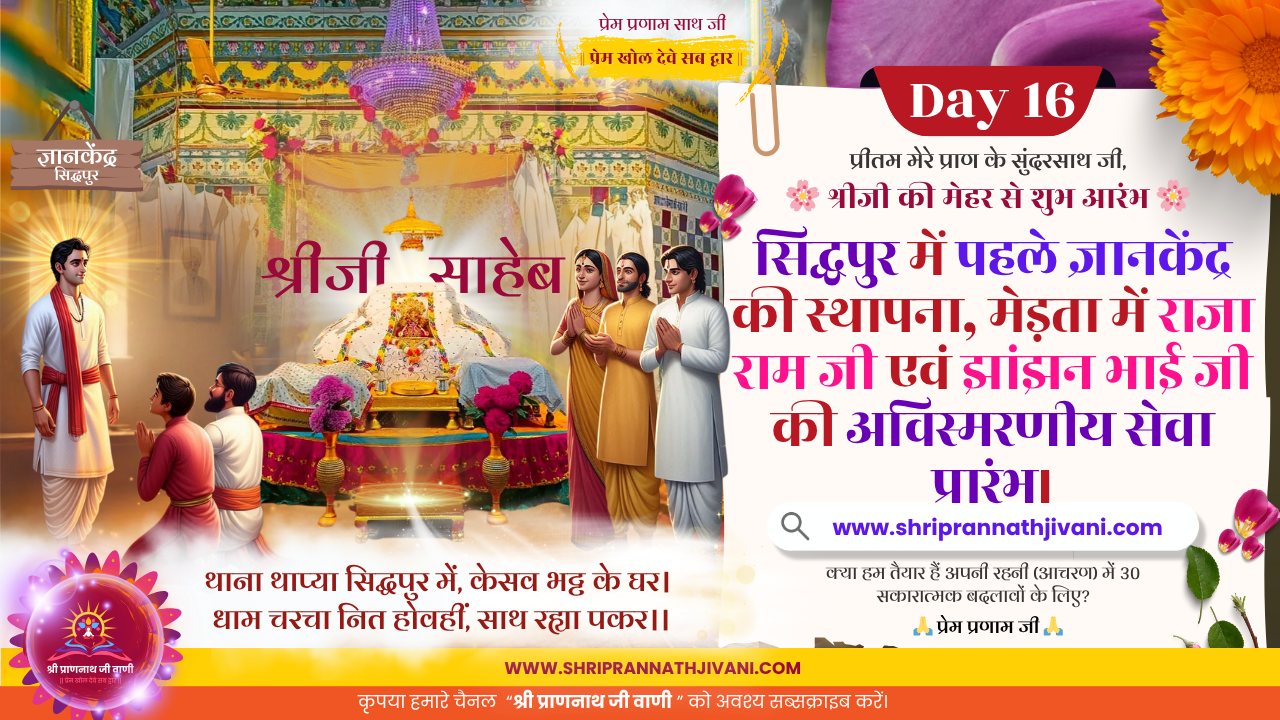 प्रेम प्रणाम साथ जी
|| प्रेम खोल देवे सब द्वार ||
ज्ञानकेंद्र
सिद्धपुर
श्रीजी साहेब
थाना थाप्या सिद्धपुर में, केसव भट्ट के घर।
धाम चरचा नित होवहीं, साथ रह्या पकर।।
Day 16
प्रीतम मेरे प्राण के सुंदरसाथ जी,
🌸 श्रीजी की मेहर से शुभ आरंभ 🌸
सिद्धपुर में पहले ज्ञानकेंद्र
की स्थापना, मेड़ता में राजा
राम जी एवं झांझन भाई जी
की अविस्मरणीय सेवा
प्रारंभ।
www.shriprannathjivani.com
क्या हम तैयार हैं अपनी रहनी (आचरण) में 30
सकारात्मक बदलावों के लिए?
🙏प्रेम प्रणाम जी🙏
श्री प्राणनाथ जी वाणी
|| प्रेम खोल देवे सब द्वार ||
WWW.SHRIPRANNATHJIVANI.COM
कृपया हमारे चैनल “श्री प्राणनाथ जी वाणी ” को अवश्य सब्सक्राइब करें।